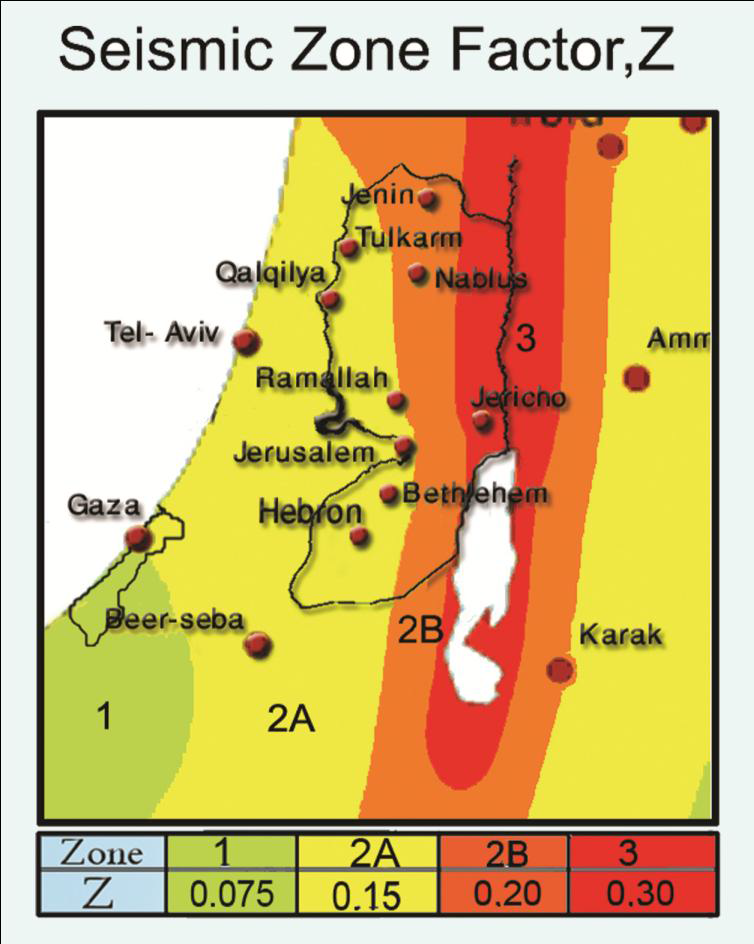 Seismic Zone Factor,Z
Jenin
Tulkarm
Qalqilya
Nablus
Tel- Aviv
3
Amm
Ramallah
Jericho
Jerusalem
Gaza
Hebron
Bethlehem
Beer-seba
2B
Karak
1
2A
Zone 1 2A 2B 3
Z 0.075 0.15 0.20 0.30